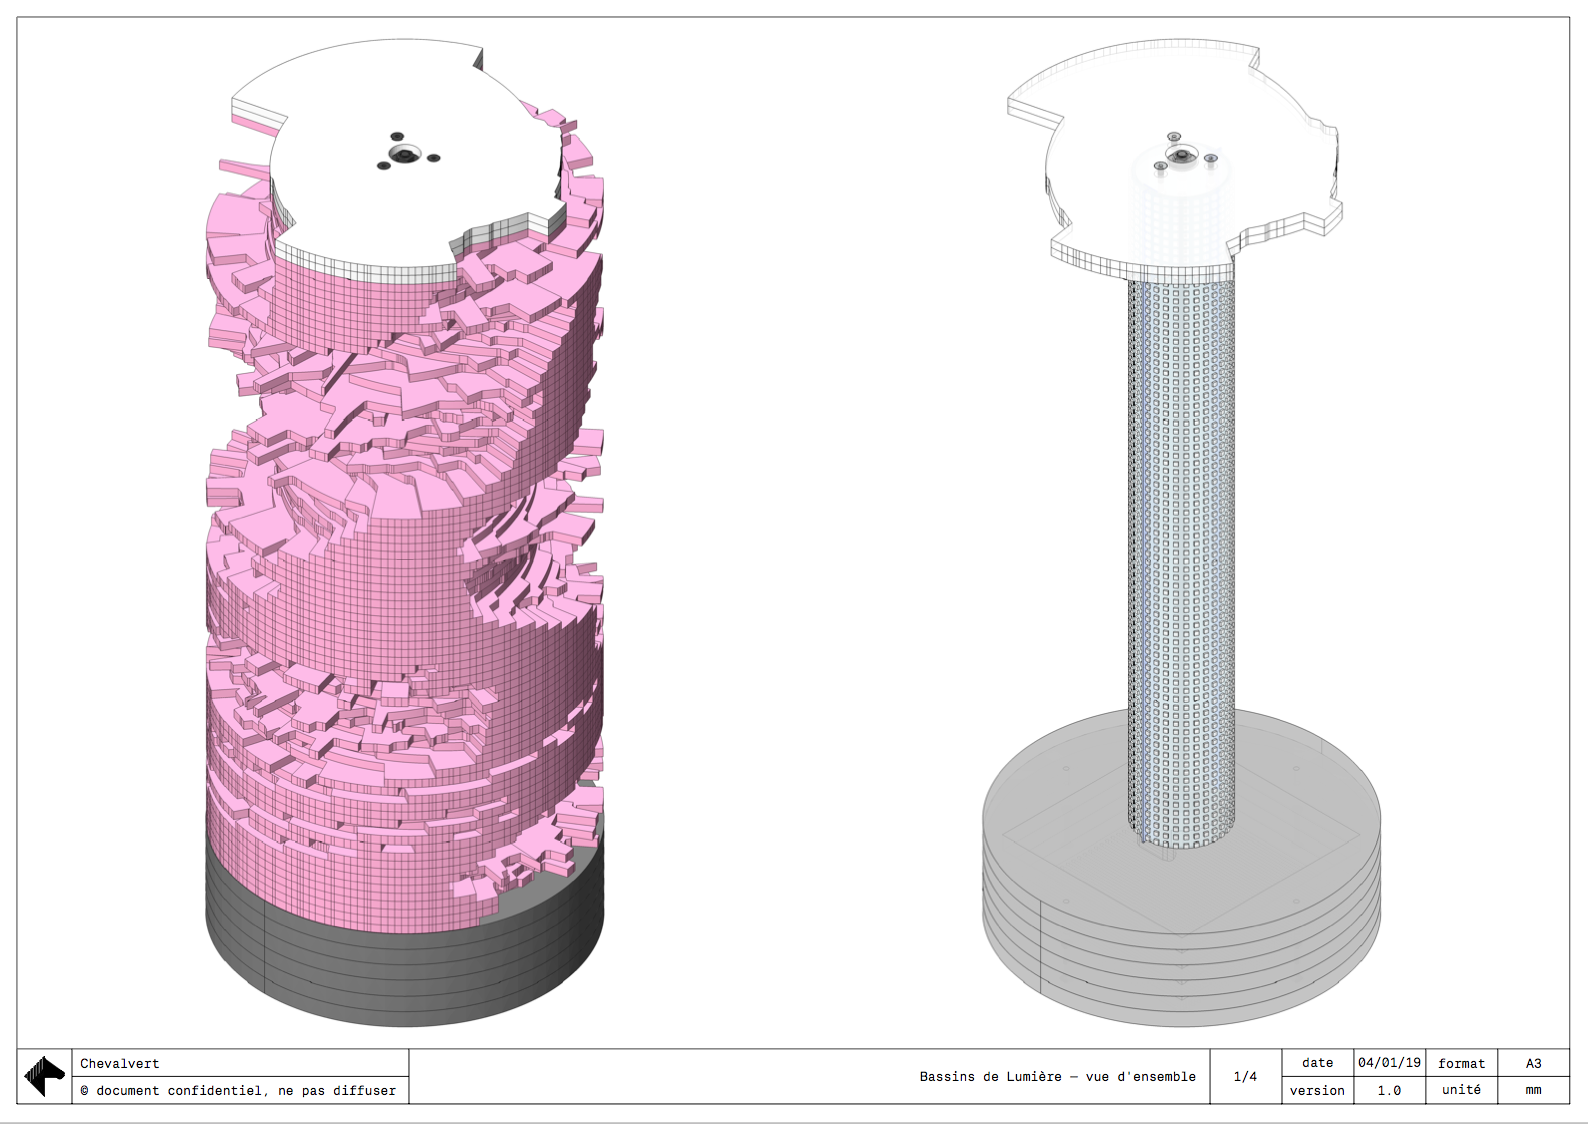 Chevalvert
© document confidentiel, ne pas diffuser
Bassins de Lumière – vue d'ensemble
1/4
date 04/01/19 format A3
version 1.0 unité mm